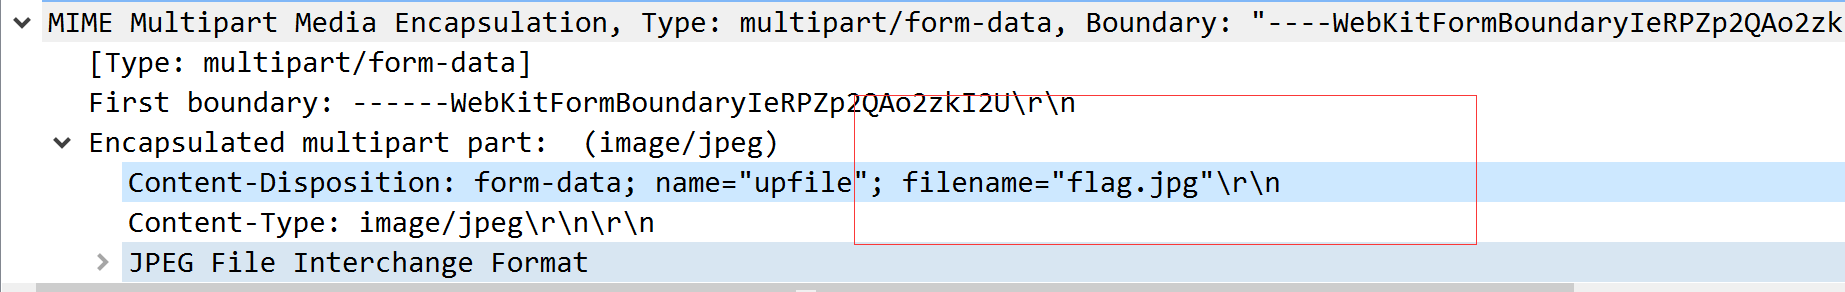 MIME Multipart Media Encapsulation, Type: multipart/form-data, Boundary: "----WebKitFormBoundaryIeRPZp2QAo2zk
[Type: multipart/form-data]
First boundary: ------WebKitFormBoundaryIeRPZp2QAo2zkI2U\r\n
Encapsulated multipart part:  (image/jpeg)
Content-Disposition: form-data; name="upfile"; filename="flag.jpg"\r\n
Content-Type: image/jpeg\r\n\r\n
JPEG File Interchange Format